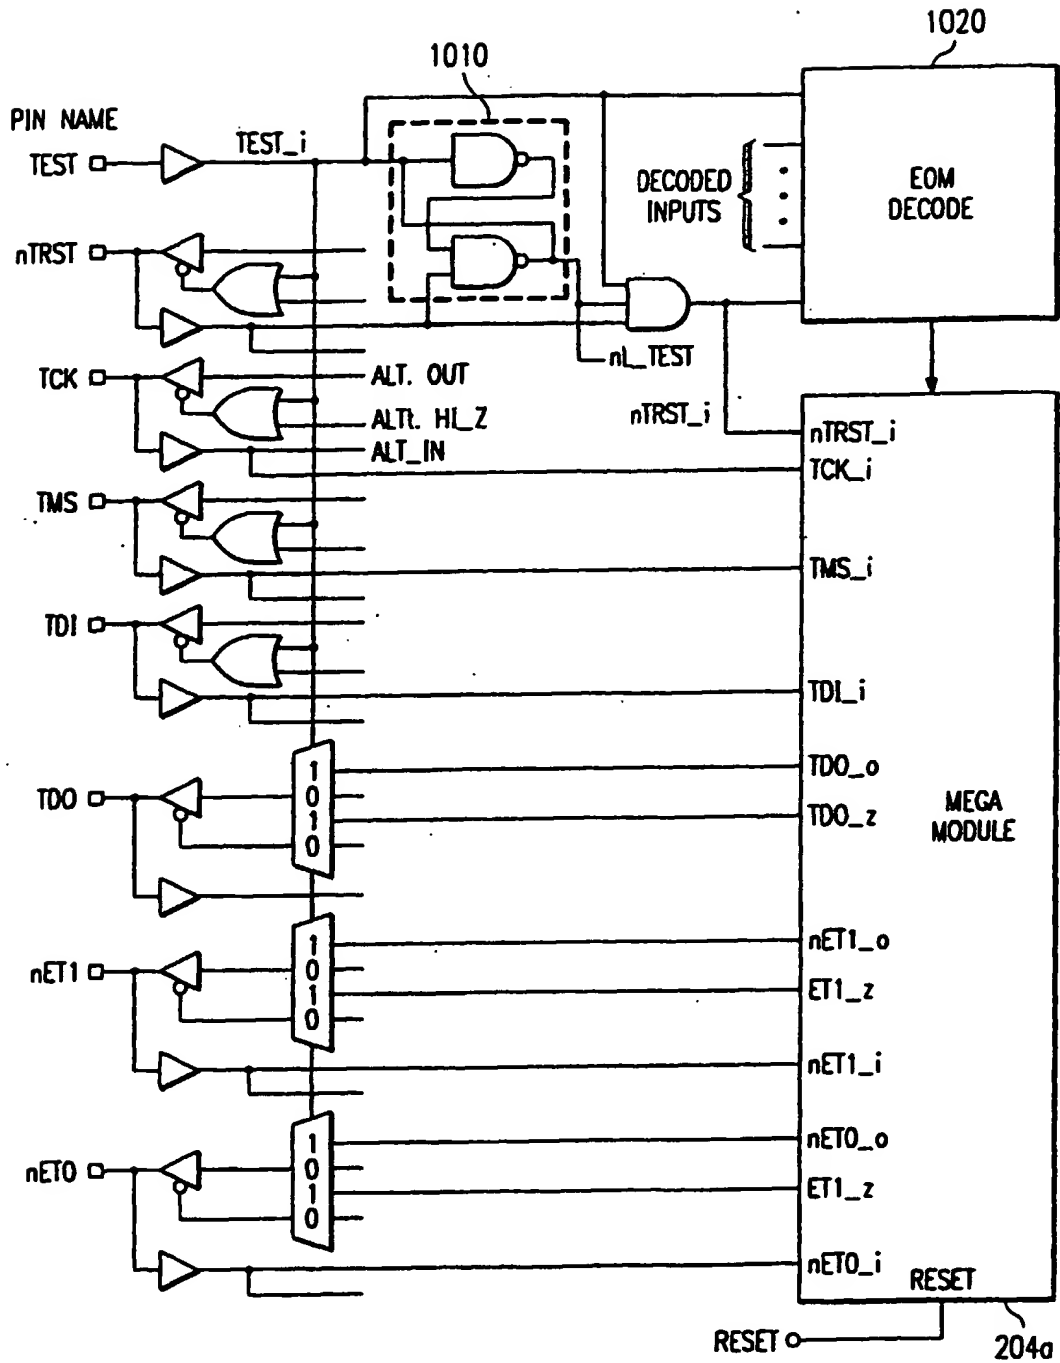 1020
1010
PIN NAME
TEST
TEST_i
DECODED
INPUTS
EOM
DECODE
nTRST
nL_TEST
TCK
ALT. OUT
ALTL. HI_Z
ALT_IN
nTRST_i
nTRST_i
TCK_i
TMS
TMS_i
TDI
TDI_i
TDO
1
0
1
0
TDO_o
TDO_z
MEGA
MODULE
nET1
1
0
1
0
nET1_o
ET1_z
nET1_i
nET0
1
0
1
0
nET0_o
ET1_z
nET0_i
RESET
RESET
204a